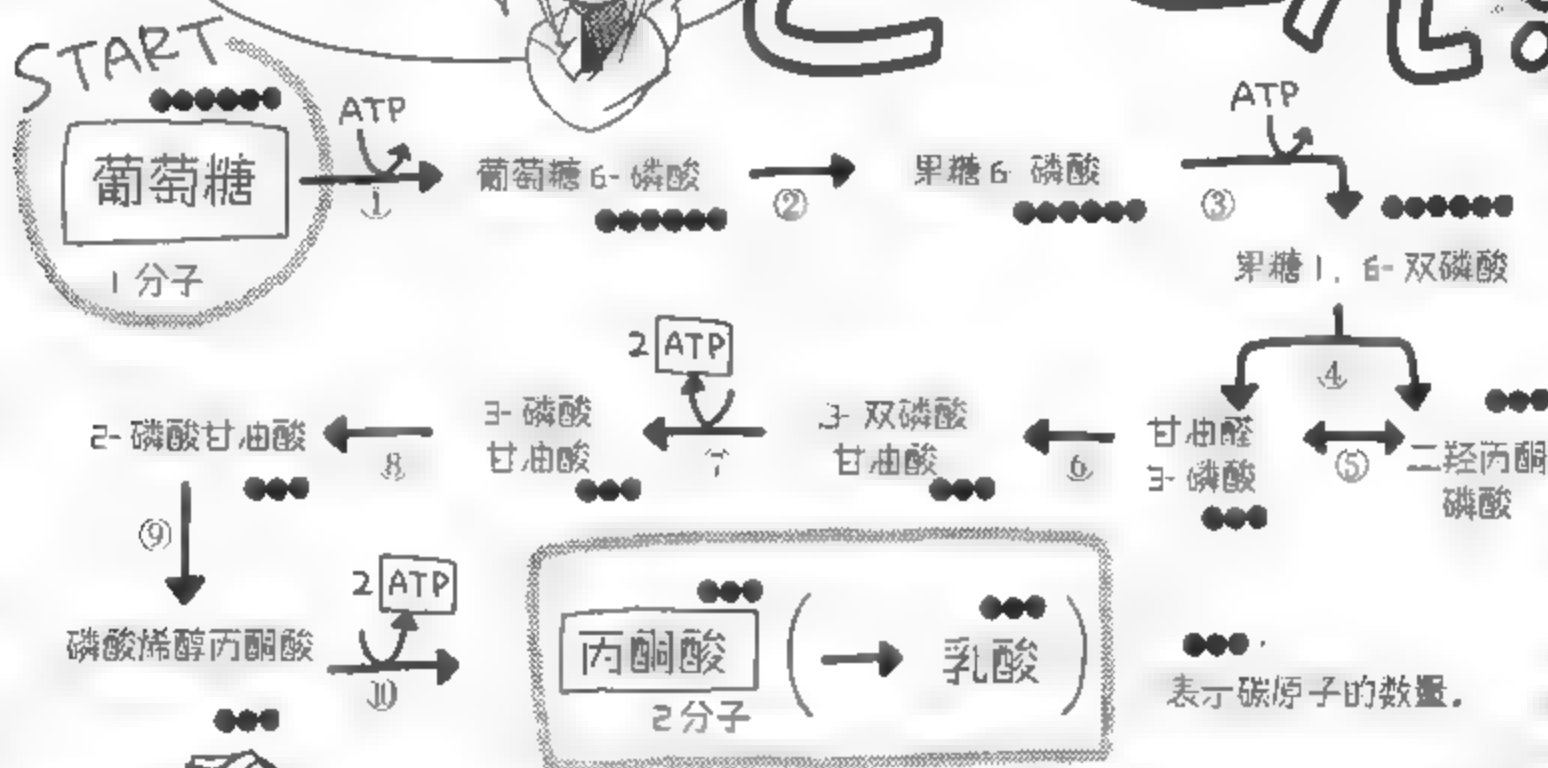 START
ATP
葡萄糖
①
葡萄糖6-磷酸
②
果糖6 磷酸
③
ATP
1分子
果糖1、6-双磷酸
④
2 ATP
2-磷酸甘油酸
⑧
3-磷酸
甘油酸
⑦
3-双磷酸
甘油酸
⑥
甘油醛
3-磷酸
⑤
二羟丙酮
磷酸
⑨
2 ATP
磷酸烯醇丙酮酸
⑩
丙酮酸
2分子
(→乳酸)
表示碳原子的数量。